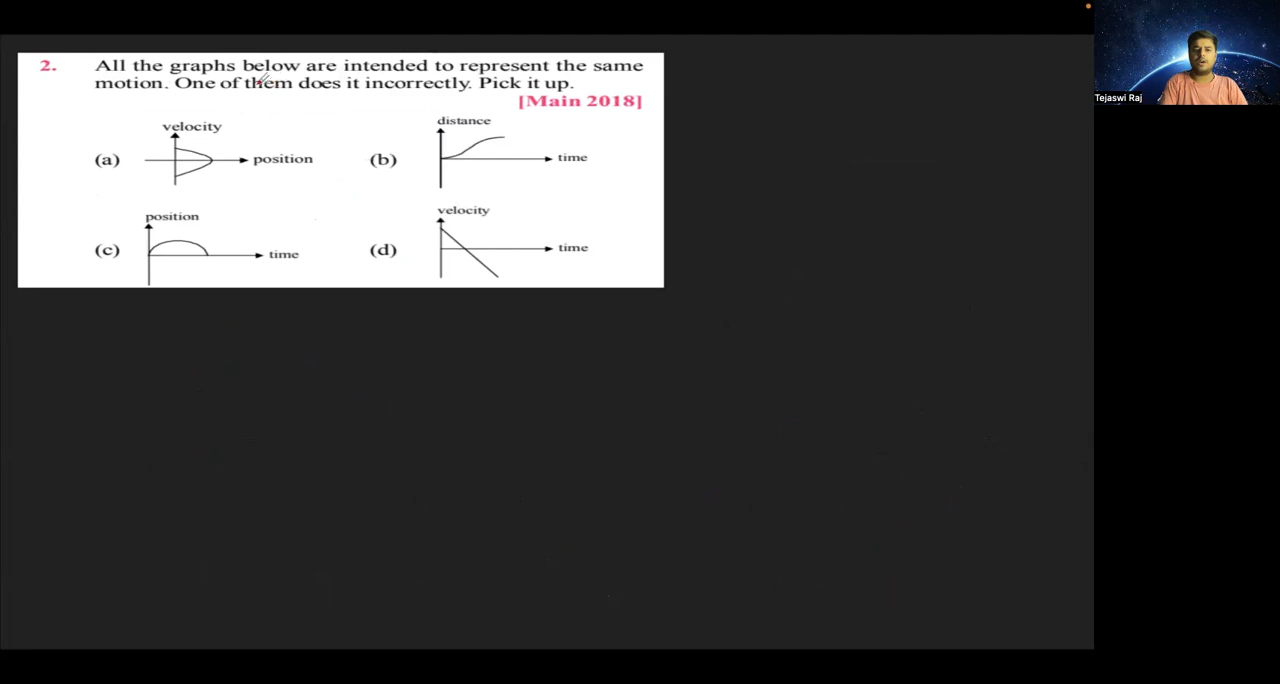 2. All the graphs below are intended to represent the same
motion. One of them does it incorrectly. Pick it up.
[Main 2018]
(a) velocity position
(b) distance time
(c) position time
(d) velocity time
Tejaswi Raj